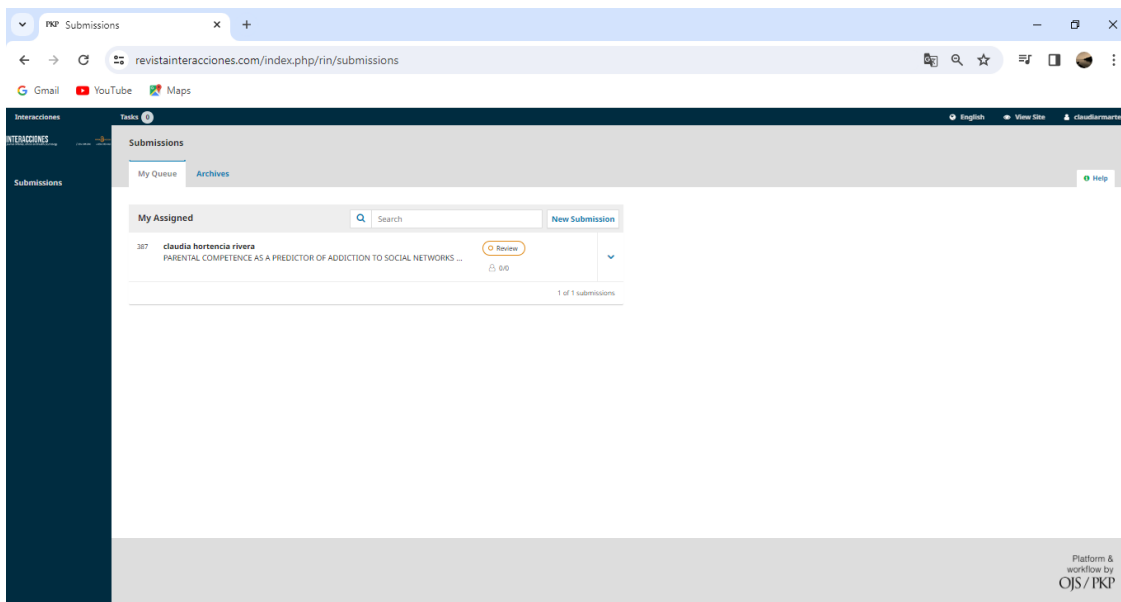 PKP Submissions
revistainteracciones.com/index.php/rin/submissions
Gmail YouTube Maps
Interacciones Tasks 0 English View Site claudiarmarte
INTERACCIONES
Submissions
My Queue Archives
Submissions
Help
My Assigned Search New Submission
387 claudia hortencia rivera Review
PARENTAL COMPETENCE AS A PREDICTOR OF ADDICTION TO SOCIAL NETWORKS ...
0/0
1 of 1 submissions
Platform &
workflow by
OJS / PKP